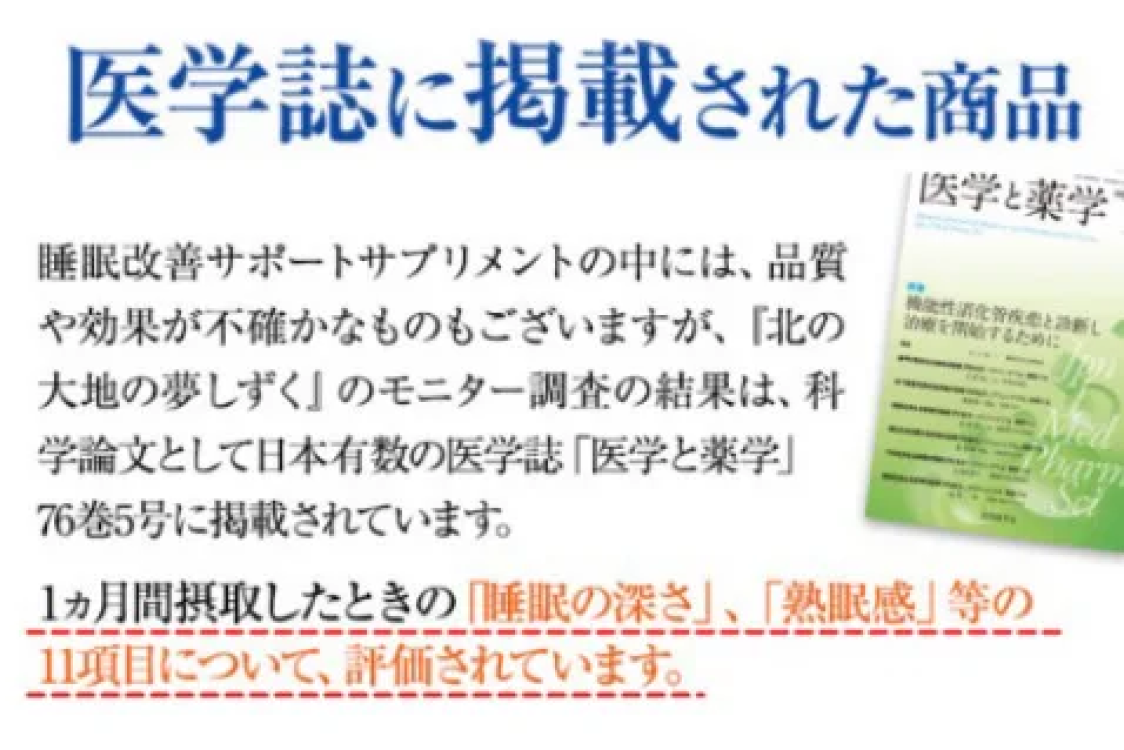 医学誌に掲載された商品
医学と薬学
機能性消化管疾患と診断し
治療を開始するために
睡眠改善サポートサプリメントの中には、品質
や効果が不確かなものもございますが、『北の
大地の夢しずく』のモニター調査の結果は、科
学論文として日本有数の医学誌「医学と薬学」
76巻5号に掲載されています。
1ヵ月間摂取したときの「睡眠の深さ」、「熟眠感」等の
11項目について、評価されています。
Jpn
Med
Pharm
Sci